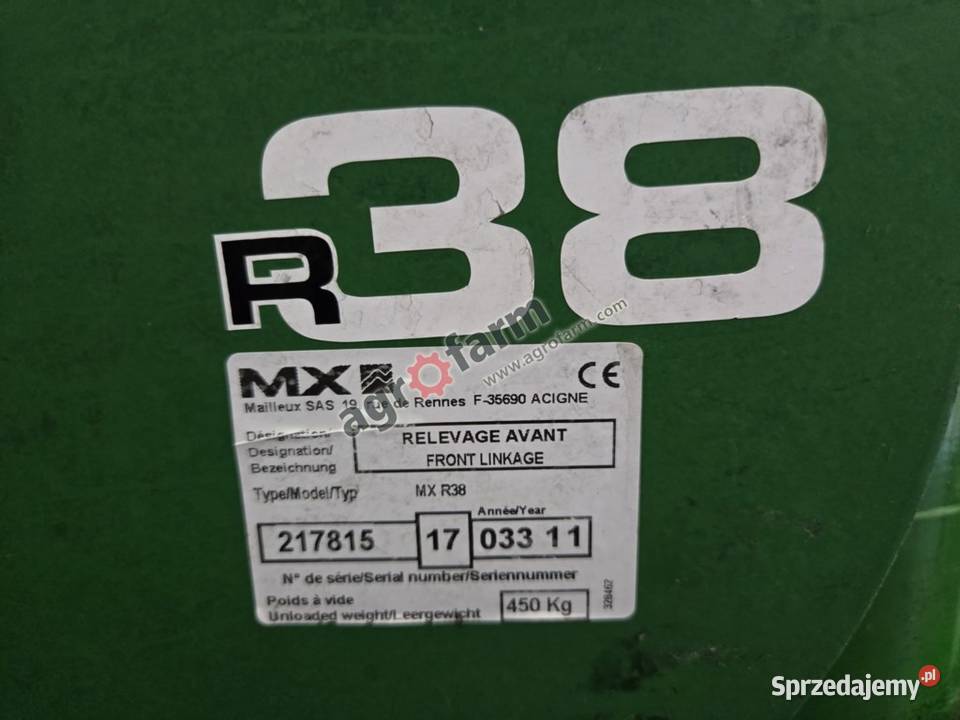 R38
MX CE
Mailleux SAS 19, rue de Rennes F-35690 ACIGNE
Désignation/
Designation/
Bezeichnung
RELEVAGE AVANT
FRONT LINKAGE
Type/Model/Typ MX R38
Année/Year
217815 17 033 11
N° de série/Serial number/Seriennummer
Poids à vide
Unloaded weight/Leergewicht
450 Kg
328462
agrofarm
www.agrofarm.com
Sprzedajemy.pl